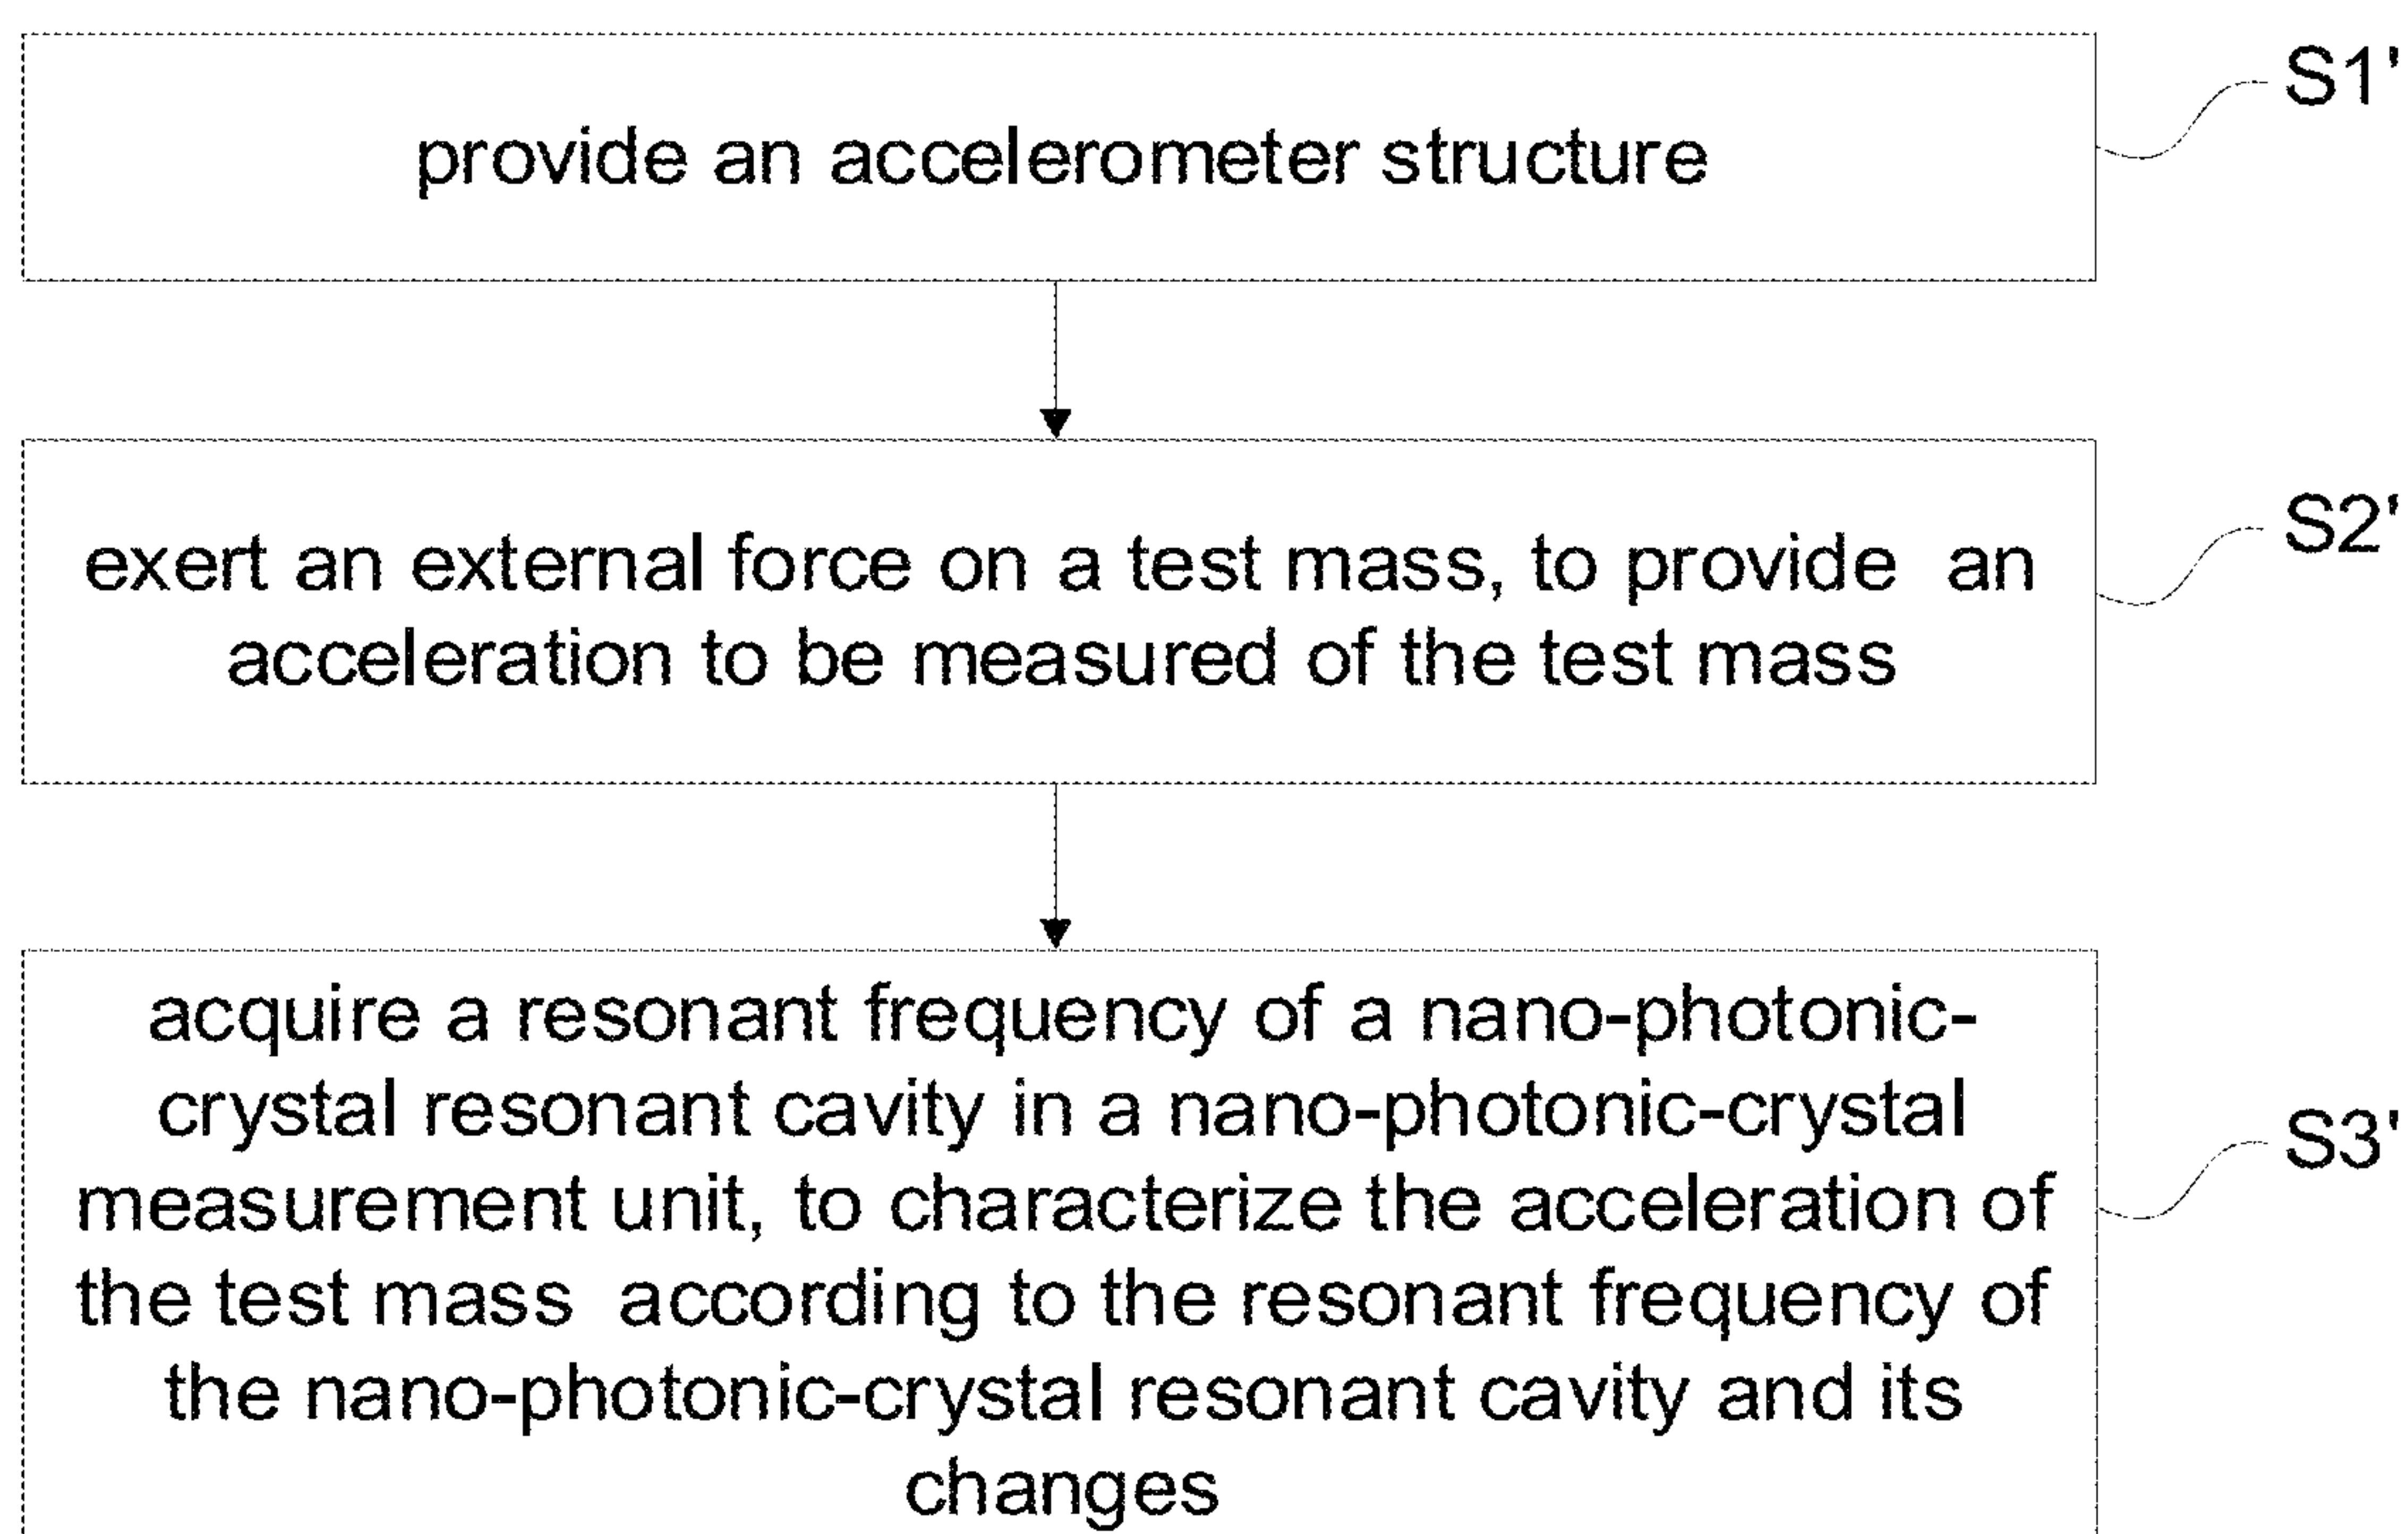 provide an accelerometer structure
S1'
exert an external force on a test mass, to provide an
acceleration to be measured of the test mass
S2'
acquire a resonant frequency of a nano-photonic-
crystal resonant cavity in a nano-photonic-crystal
measurement unit, to characterize the acceleration of
the test mass according to the resonant frequency of
the nano-photonic-crystal resonant cavity and its
changes
S3'